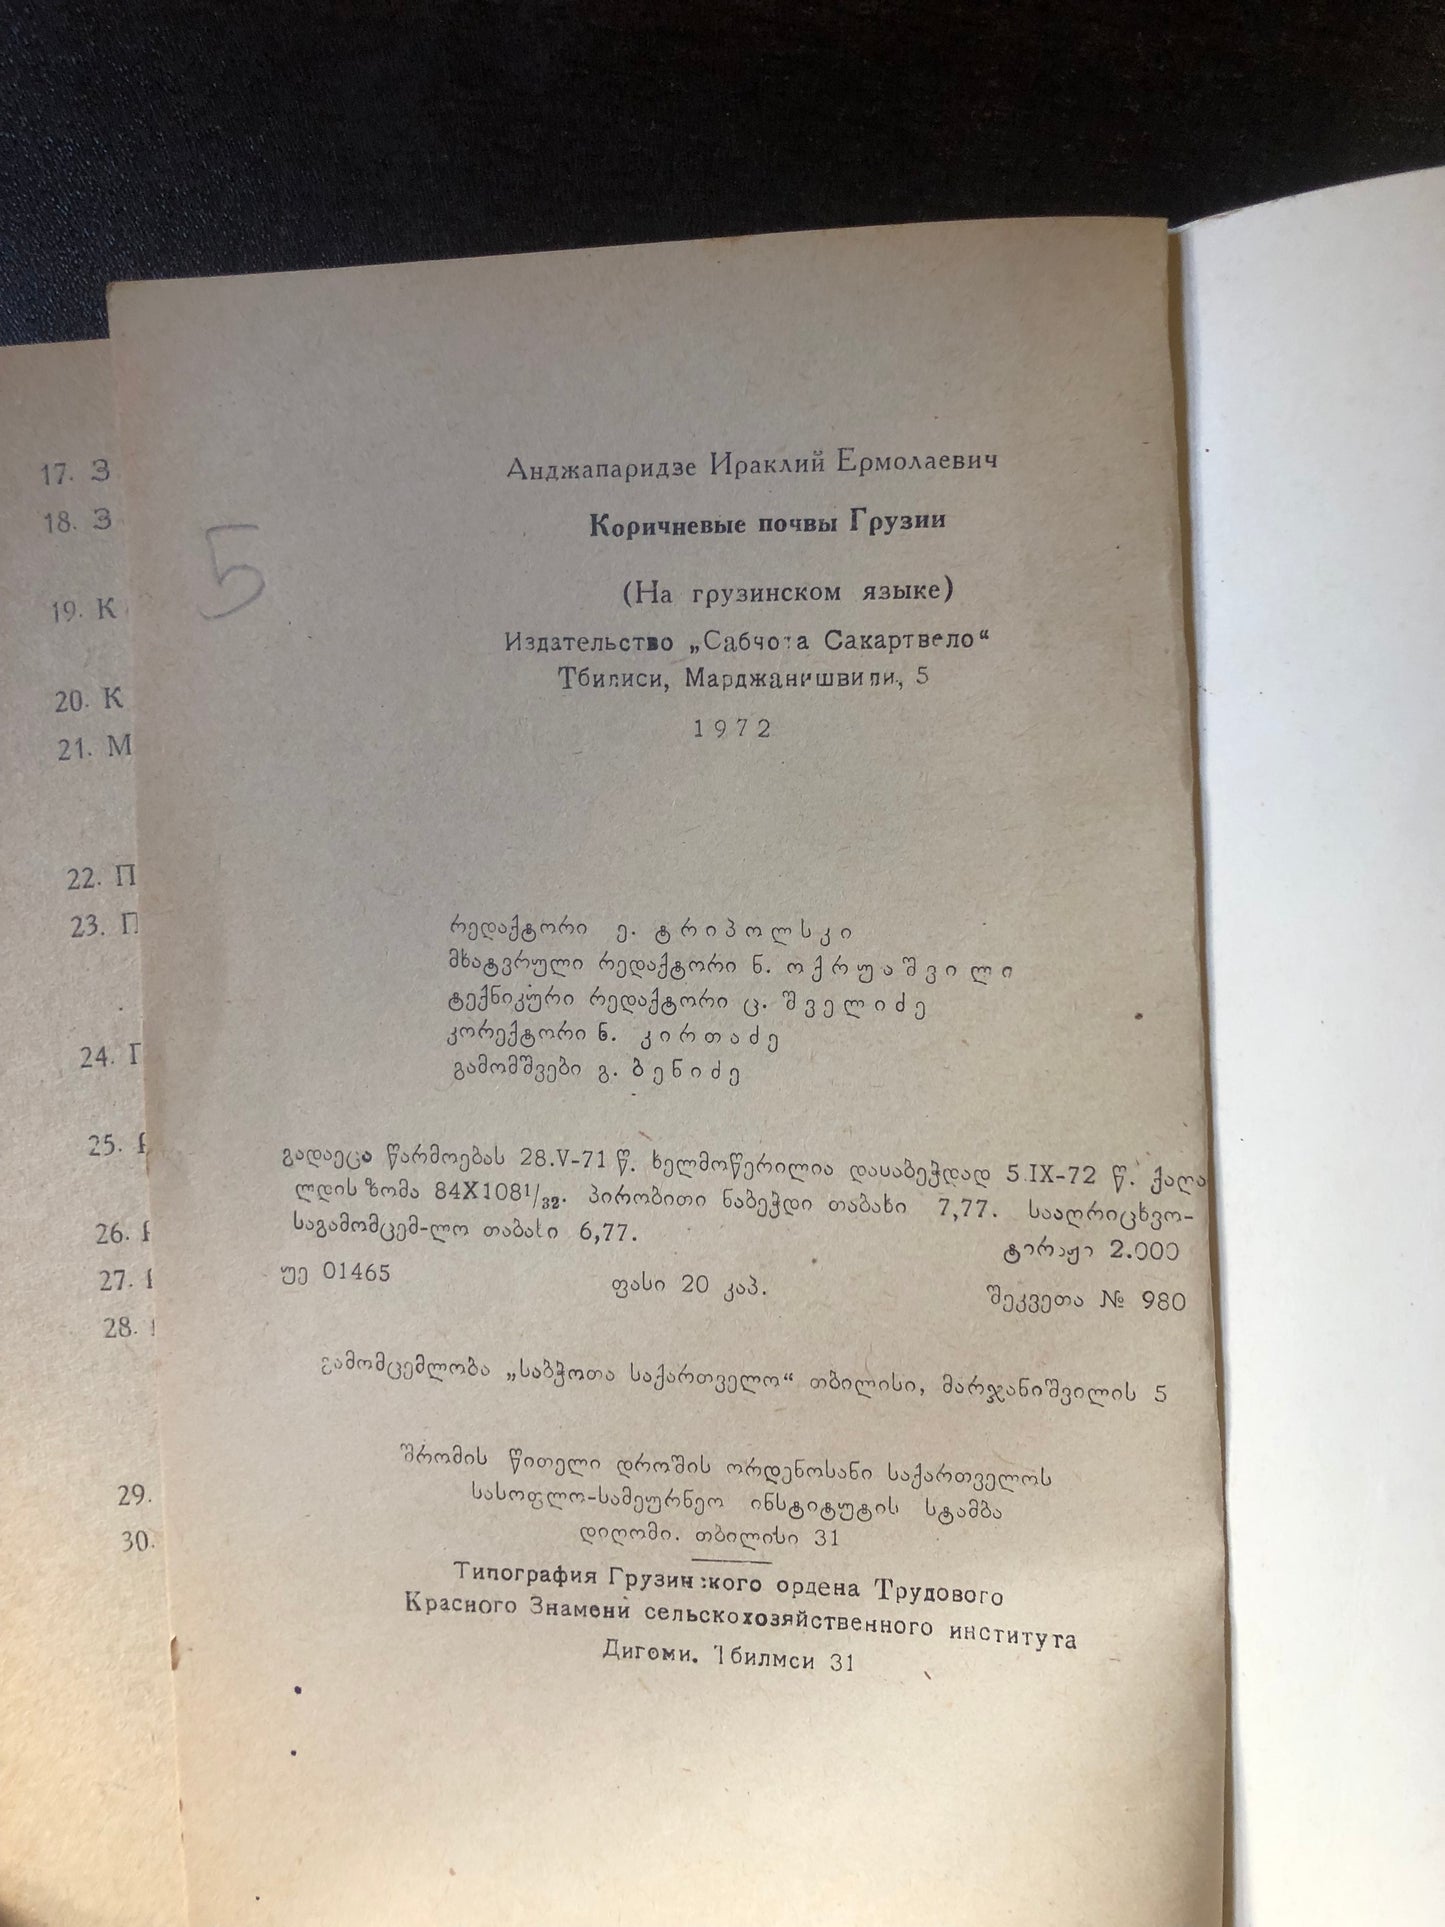 17. З
18. З
19. К
20. К
21. М
22. П
23. П
24. Г
25.
26.
27.
28.
29.
30.
5
Анджапаридзе Ираклий Ермолаевич
Коричневые почвы Грузии
(На грузинском языке)
Издательство „Сабчота Сакартвело“
Тбилиси, Марджанишвили, 5
1972
რედაქტორი ე. ტრიპოლსკი
მხატვრული რედაქტორი ნ. ოქრუაშვილი
ტექნიკური რედაქტორი ც. შველიძე
კორექტორი ნ. კირთაძე
გამომშვები გ. ბენიძე
გადაეცა წარმოებას 28.V-71 წ. ხელმოწერილია დასაბეჭდად 5.IX-72 წ. ქაღა
ლდის ზომა 84X108¹/₃₂. პირობითი ნაბეჭდი თაბახი 7,77. სააღრიცხვო-
საგამომცემ-ლო თაბახი 6,77.
ტირაჟი 2.000
უე 01465 ფასი 20 კაპ. შეკვეთა № 980
გამომცემლობა „საბჭოთა საქართველო“ თბილისი, მარჯანიშვილის 5
შრომის წითელი დროშის ორდენოსანი საქართველოს
სასოფლო-სამეურნეო ინსტიტუტის სტამბა
დიღომი. თბილისი 31
Типография Грузинского ордена Трудового
Красного Знамени сельскохозяйственного института
Дигоми. Тбилмси 31